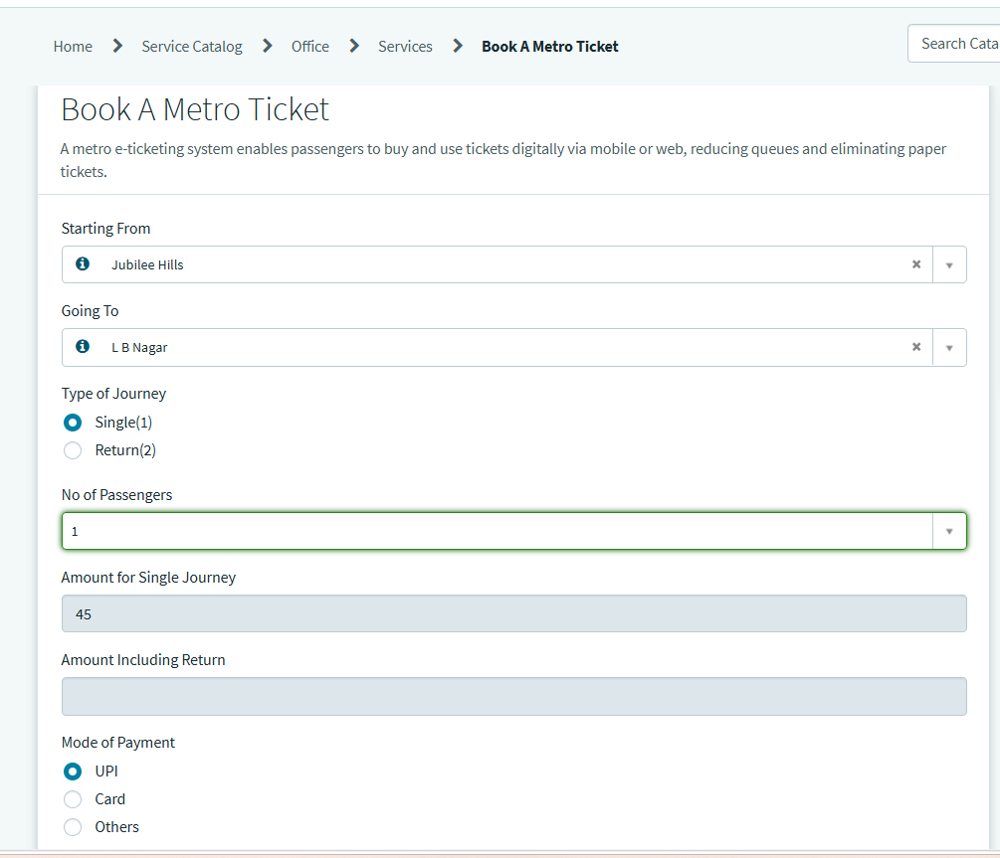 Home > Service Catalog > Office > Services > Book A Metro Ticket
Search Cata
Book A Metro Ticket
A metro e-ticketing system enables passengers to buy and use tickets digitally via mobile or web, reducing queues and eliminating paper
tickets.
Starting From
Jubilee Hills
Going To
L B Nagar
Type of Journey
Single(1)
Return(2)
No of Passengers
1
Amount for Single Journey
45
Amount Including Return
Mode of Payment
UPI
Card
Others